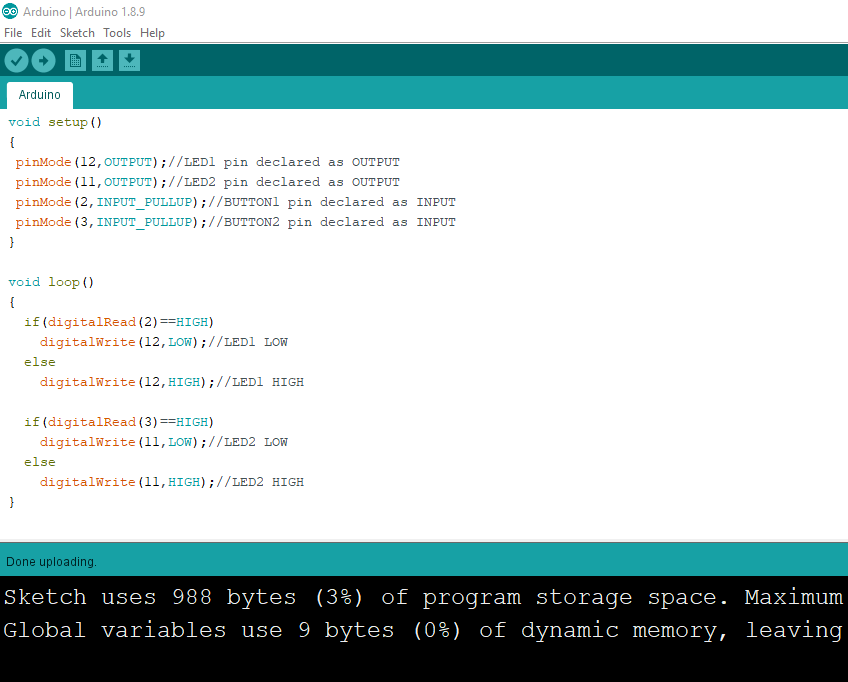 Arduino | Arduino 1.8.9
File Edit Sketch Tools Help
Arduino
void setup()
{
pinMode(12,OUTPUT);//LED1 pin declared as OUTPUT
pinMode(11,OUTPUT);//LED2 pin declared as OUTPUT
pinMode(2,INPUT_PULLUP);//BUTTON1 pin declared as INPUT
pinMode(3,INPUT_PULLUP);//BUTTON2 pin declared as INPUT
}
void loop()
{
if(digitalRead(2)==HIGH)
digitalWrite(12,LOW);//LED1 LOW
else
digitalWrite(12,HIGH);//LED1 HIGH
if(digitalRead(3)==HIGH)
digitalWrite(11,LOW);//LED2 LOW
else
digitalWrite(11,HIGH);//LED2 HIGH
}
Done uploading.
Sketch uses 988 bytes (3%) of program storage space. Maximum
Global variables use 9 bytes (0%) of dynamic memory, leaving